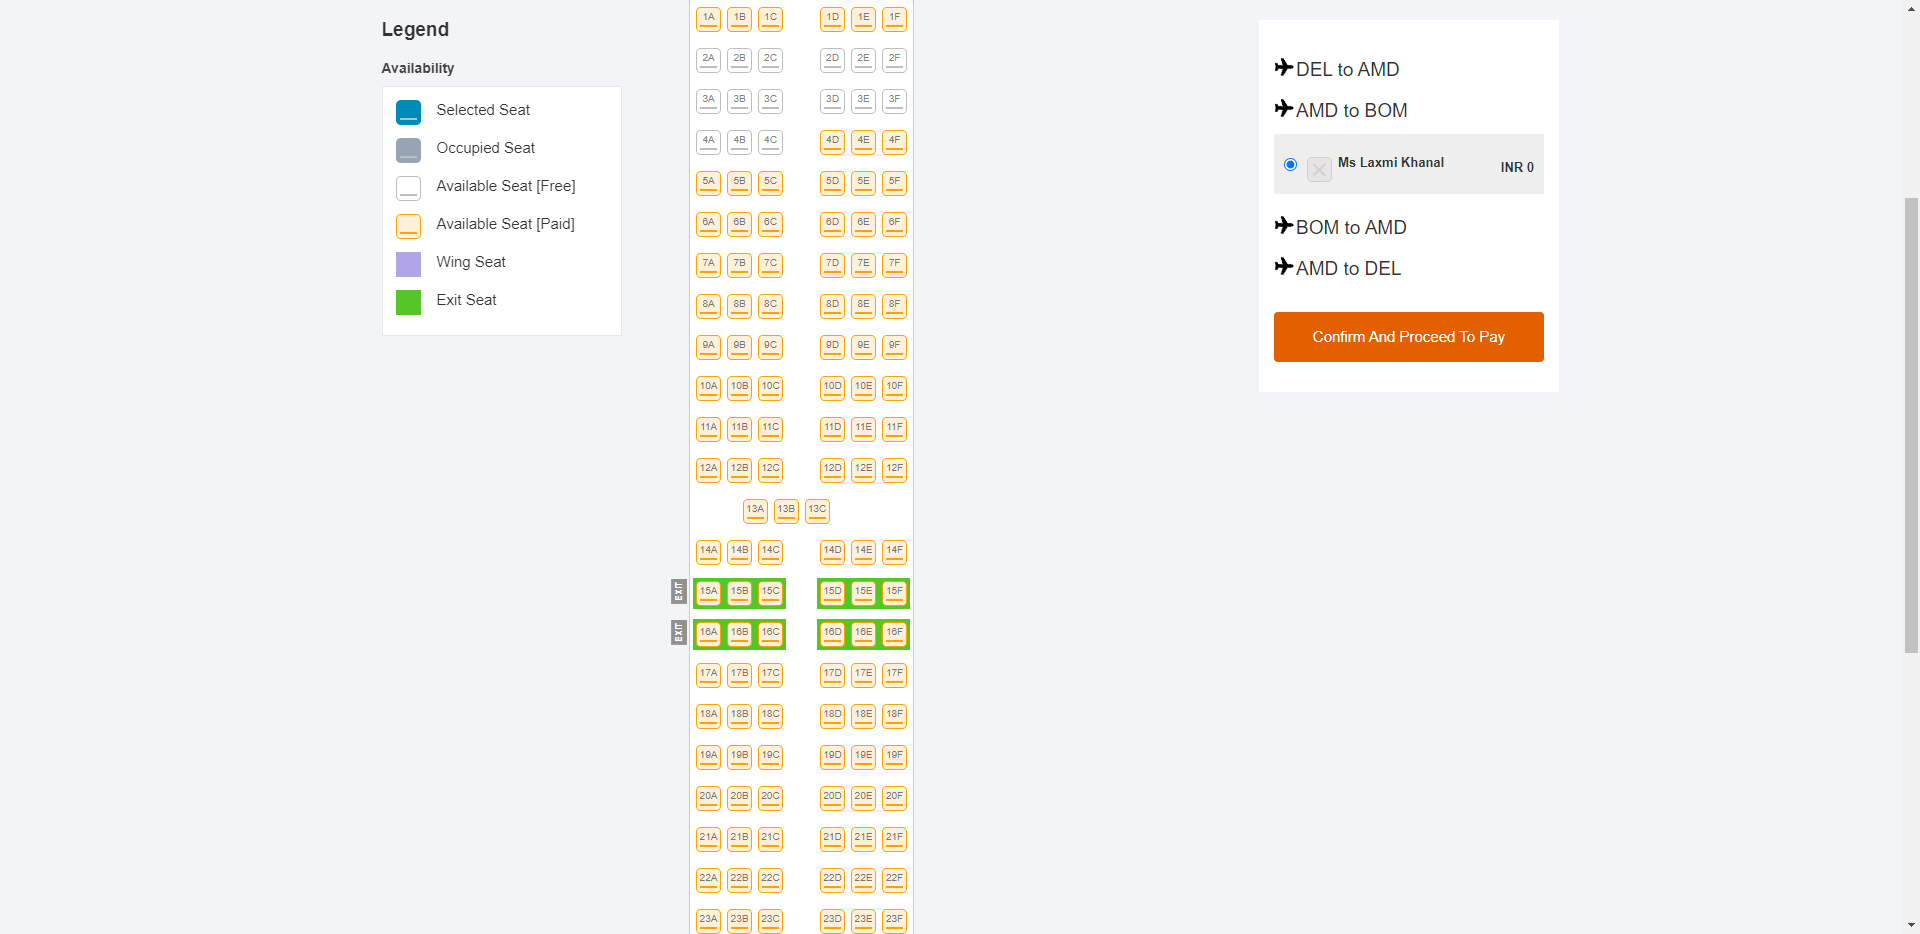 Legend
Availability
Selected Seat
Occupied Seat
Available Seat [Free]
Available Seat [Paid]
Wing Seat
Exit Seat
1A 1B 1C 1D 1E 1F
2A 2B 2C 2D 2E 2F
3A 3B 3C 3D 3E 3F
4A 4B 4C 4D 4E 4F
5A 5B 5C 5D 5E 5F
6A 6B 6C 6D 6E 6F
7A 7B 7C 7D 7E 7F
8A 8B 8C 8D 8E 8F
9A 9B 9C 9D 9E 9F
10A 10B 10C 10D 10E 10F
11A 11B 11C 11D 11E 11F
12A 12B 12C 12D 12E 12F
13A 13B 13C
14A 14B 14C 14D 14E 14F
EXIT 15A 15B 15C 15D 15E 15F
EXIT 16A 16B 16C 16D 16E 16F
17A 17B 17C 17D 17E 17F
18A 18B 18C 18D 18E 18F
19A 19B 19C 19D 19E 19F
20A 20B 20C 20D 20E 20F
21A 21B 21C 21D 21E 21F
22A 22B 22C 22D 22E 22F
23A 23B 23C 23D 23E 23F
DEL to AMD
AMD to BOM
Ms Laxmi Khanal INR 0
BOM to AMD
AMD to DEL
Confirm And Proceed To Pay